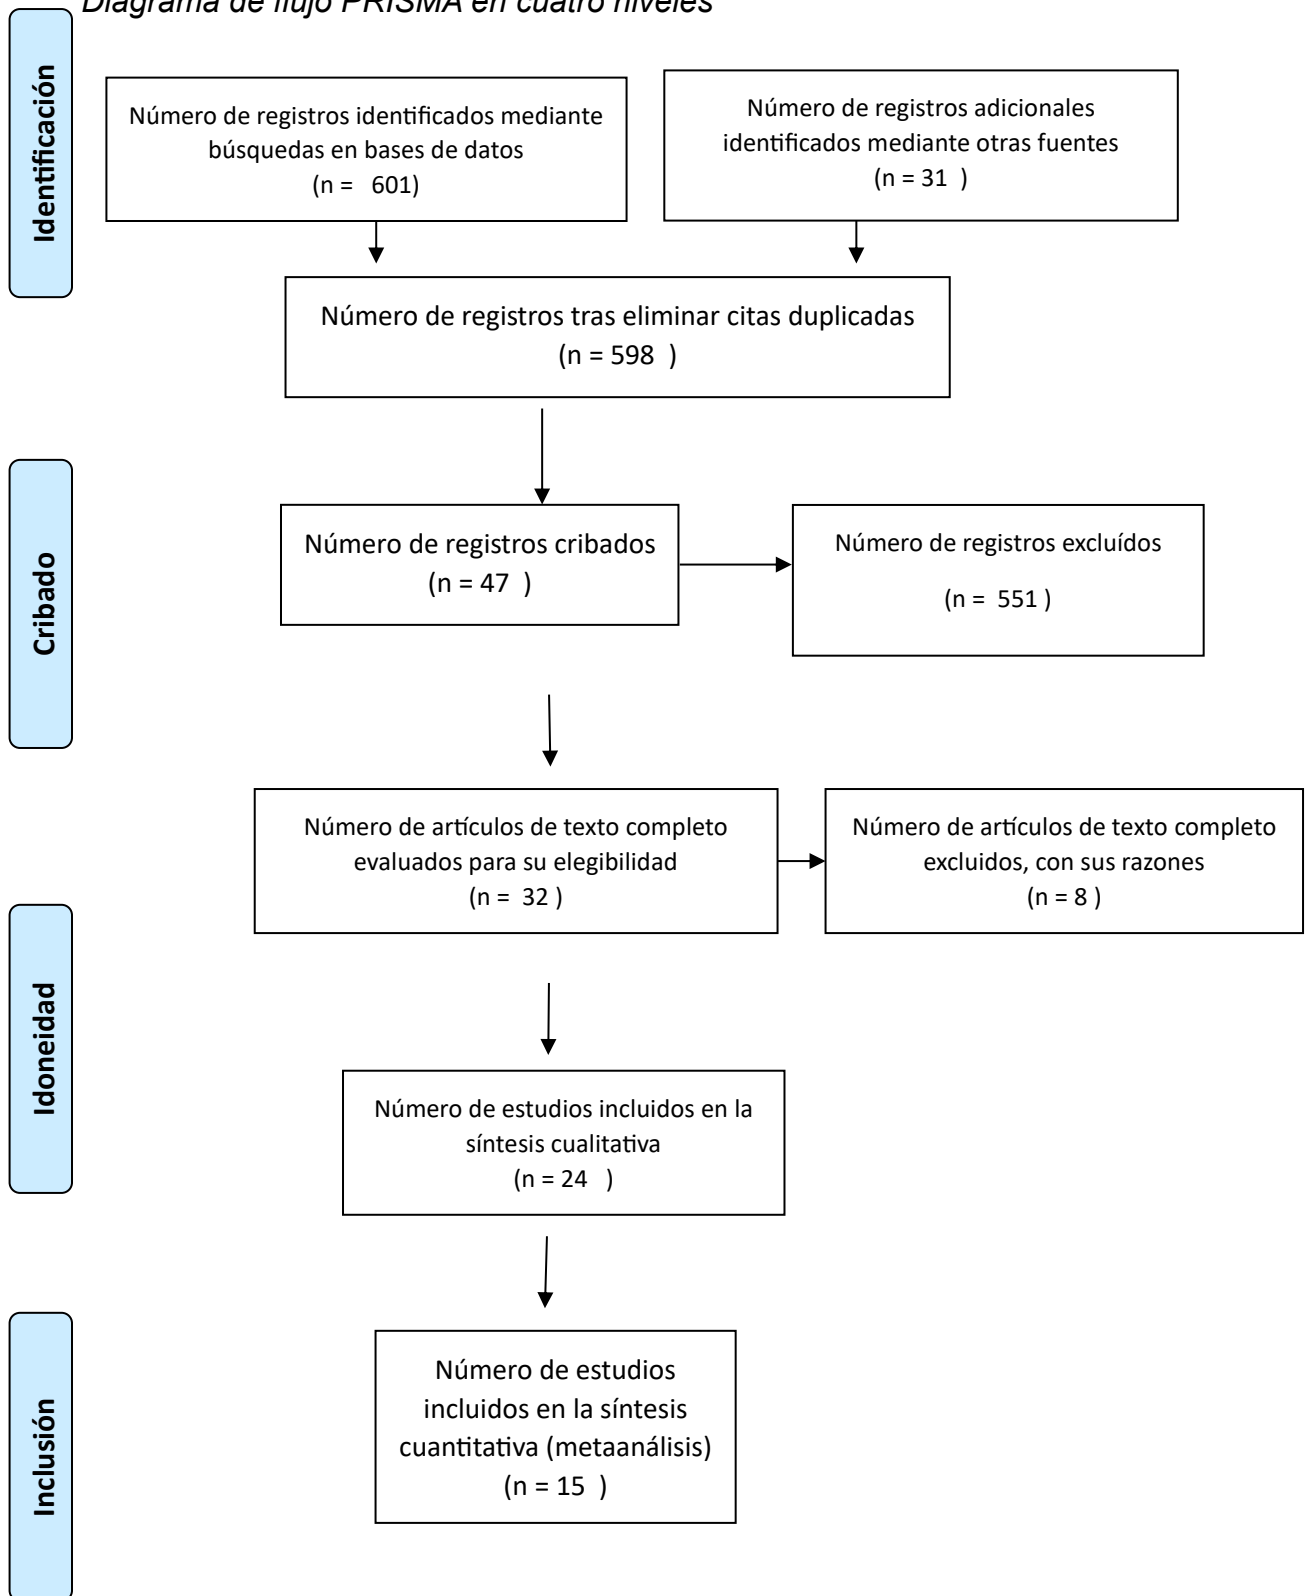 Diagrama de flujo PRISMA en cuatro niveles
Identificación
Número de registros identificados mediante
búsquedas en bases de datos
(n =   601)
Número de registros adicionales
identificados mediante otras fuentes
(n = 31  )
Número de registros tras eliminar citas duplicadas
(n = 598  )
Cribado
Número de registros cribados
(n = 47  )
Número de registros excluídos
(n =  551 )
Número de artículos de texto completo
evaluados para su elegibilidad
(n =  32 )
Número de artículos de texto completo
excluidos, con sus razones
(n = 8 )
Idoneidad
Número de estudios incluidos en la
síntesis cualitativa
(n = 24   )
Inclusión
Número de estudios
incluidos en la síntesis
cuantitativa (metaanálisis)
(n = 15  )